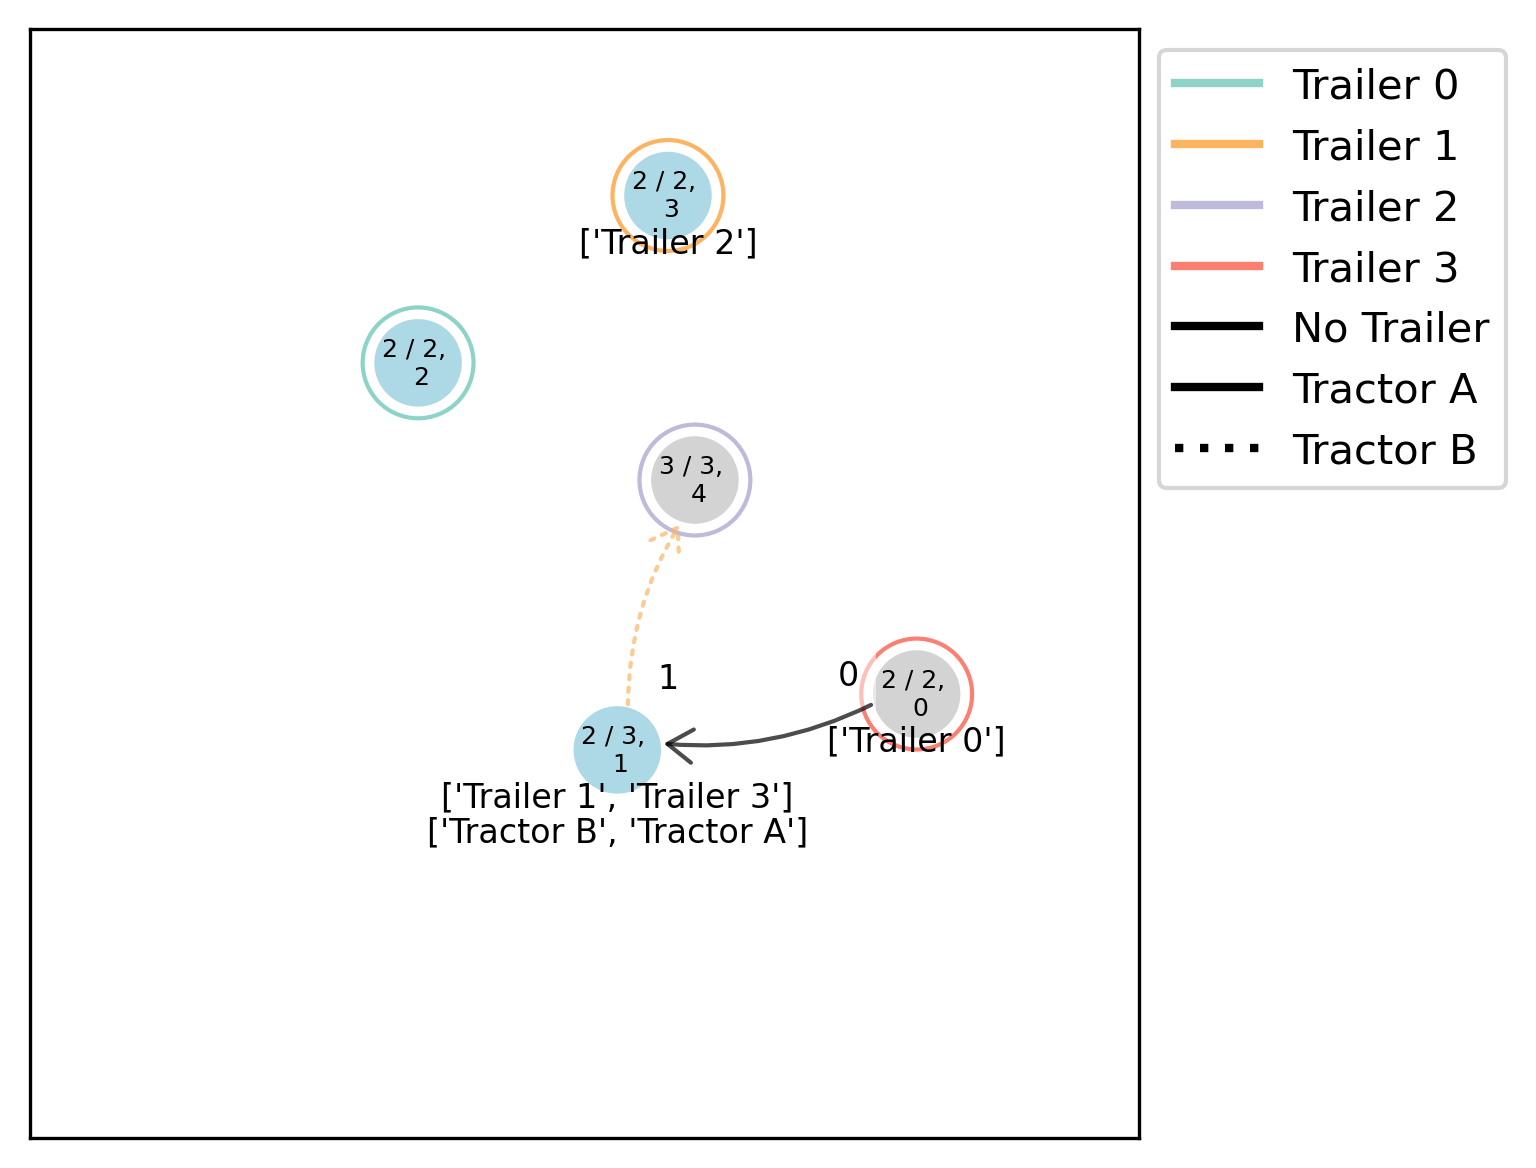 2 / 2,
3
['Trailer 2']
2 / 2,
2
3 / 3,
4
1
0
2 / 2,
0
['Trailer 0']
2 / 3,
1
['Trailer 1', 'Trailer 3']
['Tractor B', 'Tractor A']
Trailer 0
Trailer 1
Trailer 2
Trailer 3
No Trailer
Tractor A
Tractor B